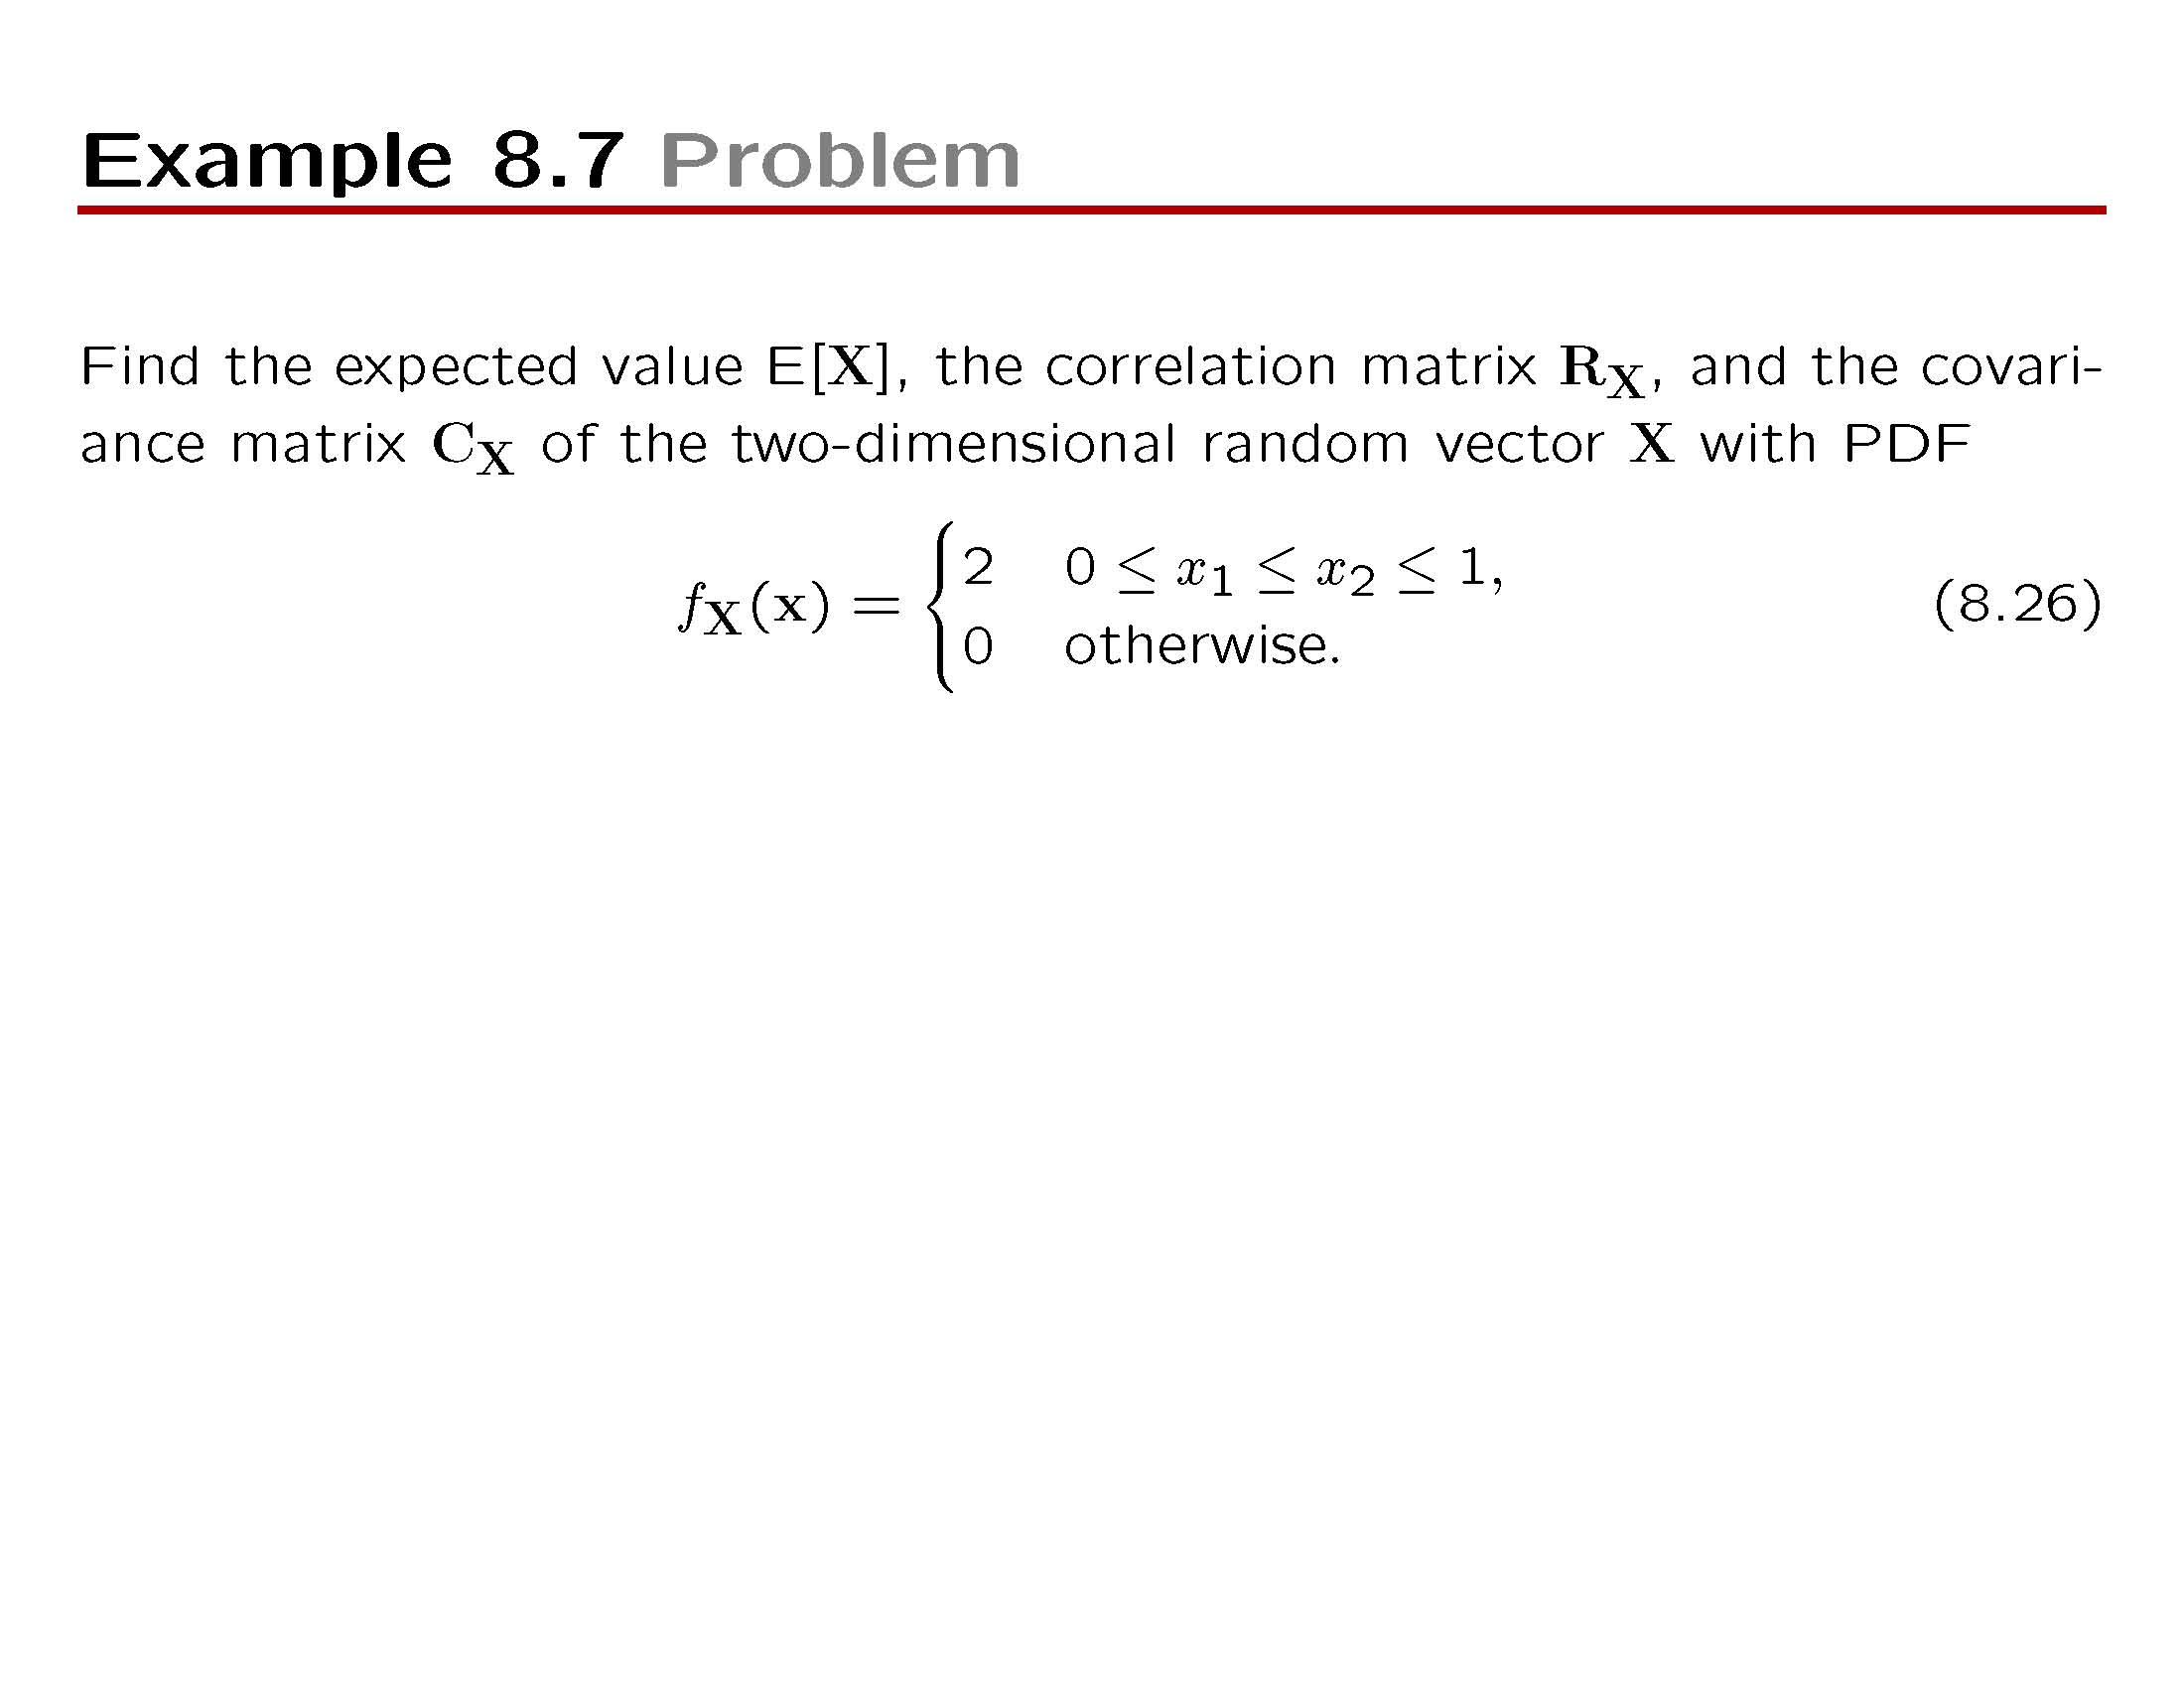 Example 8.7 Problem
Find the expected value E[X], the correlation matrix R_X, and the covari-
ance matrix C_X of the two-dimensional random vector X with PDF
f_X(x) = { 2 0 ≤ x_1 ≤ x_2 ≤ 1,
0 otherwise.
(8.26)